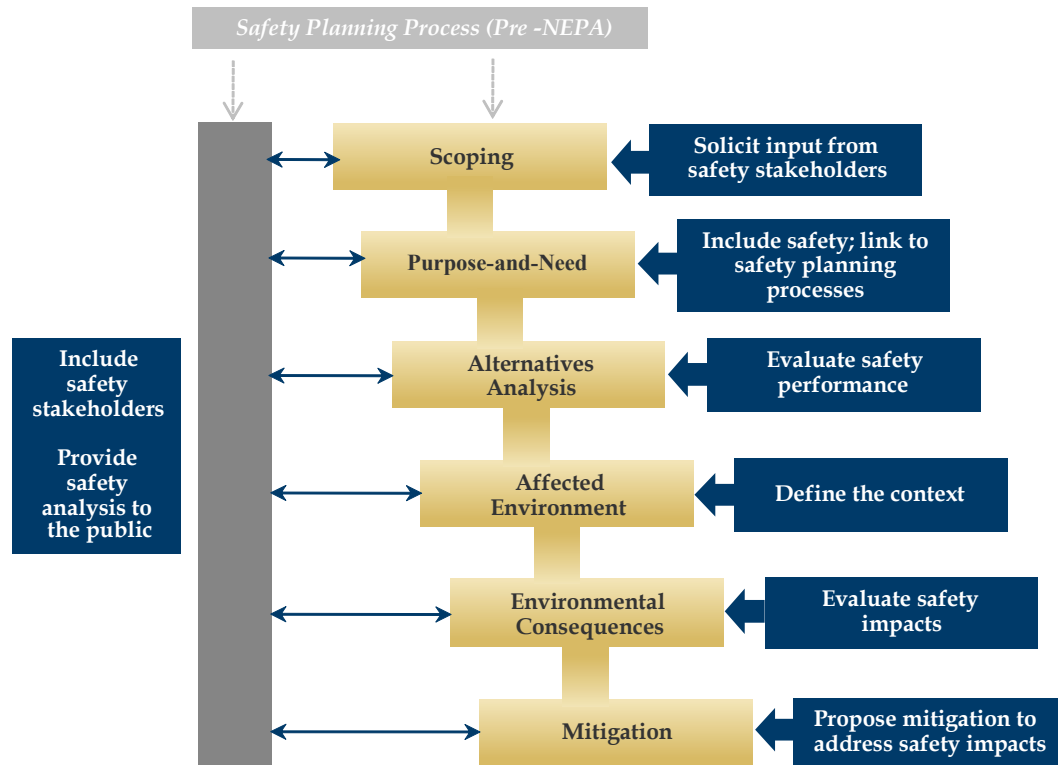 Safety Planning Process (Pre -NEPA)
Scoping
Solicit input from
safety stakeholders
Purpose-and-Need
Include safety; link to
safety planning
processes
Include
safety
stakeholders
Provide
safety
analysis to
the public
Alternatives
Analysis
Evaluate safety
performance
Affected
Environment
Define the context
Environmental
Consequences
Evaluate safety
impacts
Mitigation
Propose mitigation to
address safety impacts